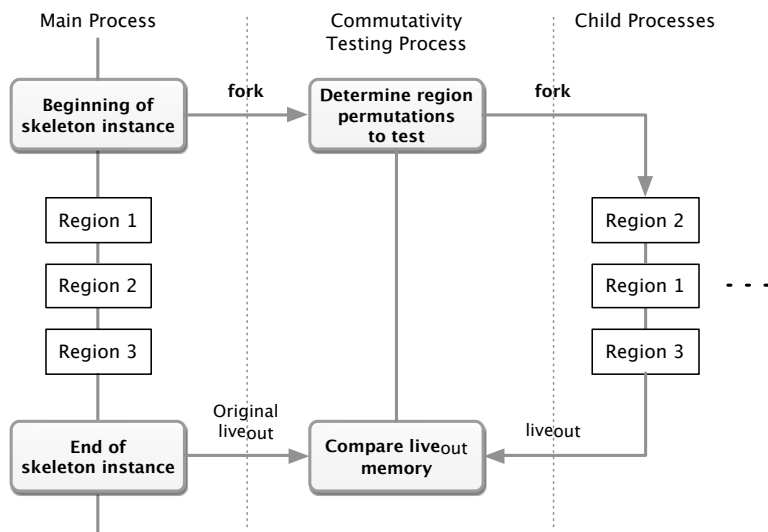 Main Process
Commutativity
Testing Process
Child Processes
Beginning of
skeleton instance
fork
Determine region
permutations
to test
fork
Region 1
Region 2
Region 3
Region 2
Region 1
Region 3
End of
skeleton instance
Original
liveout
Compare liveout
memory
liveout